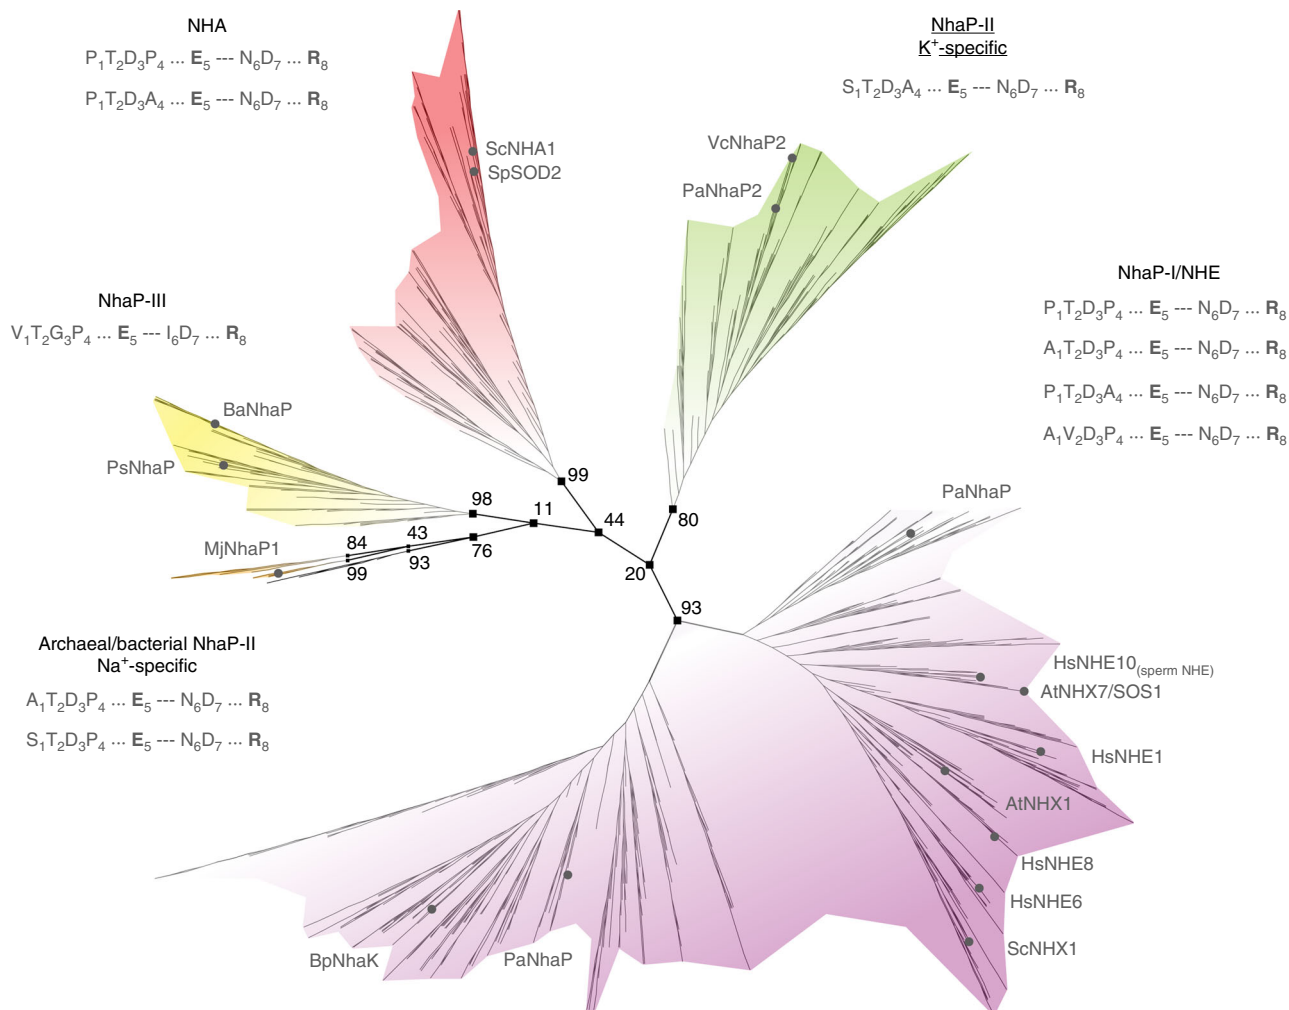 NHA
P₁T₂D₃P₄ ... E₅ --- N₆D₇ ... R₈
P₁T₂D₃A₄ ... E₅ --- N₆D₇ ... R₈
NhaP-II
K⁺-specific
S₁T₂D₃A₄ ... E₅ --- N₆D₇ ... R₈
ScNHA1
SpSOD2
VcNhaP2
PaNhaP2
NhaP-I/NHE
P₁T₂D₃P₄ ... E₅ --- N₆D₇ ... R₈
A₁T₂D₃P₄ ... E₅ --- N₆D₇ ... R₈
P₁T₂D₃A₄ ... E₅ --- N₆D₇ ... R₈
A₁V₂D₃P₄ ... E₅ --- N₆D₇ ... R₈
NhaP-III
V₁T₂G₃P₄ ... E₅ --- I₆D₇ ... R₈
BaNhaP
PsNhaP
MjNhaP1
99
98
11
44
80
84
43
76
99
93
20
93
PaNhaP
Archaeal/bacterial NhaP-II
Na⁺-specific
A₁T₂D₃P₄ ... E₅ --- N₆D₇ ... R₈
S₁T₂D₃P₄ ... E₅ --- N₆D₇ ... R₈
HsNHE10(sperm NHE)
AtNHX7/SOS1
HsNHE1
AtNHX1
HsNHE8
HsNHE6
ScNHX1
BpNhaK
PaNhaP